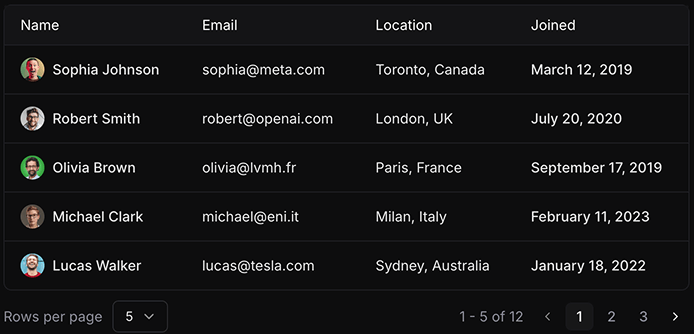 Name Email Location Joined
Sophia Johnson sophia@meta.com Toronto, Canada March 12, 2019
Robert Smith robert@openai.com London, UK July 20, 2020
Olivia Brown olivia@lvmh.fr Paris, France September 17, 2019
Michael Clark michael@eni.it Milan, Italy February 11, 2023
Lucas Walker lucas@tesla.com Sydney, Australia January 18, 2022
Rows per page 5 1 - 5 of 12 1 2 3